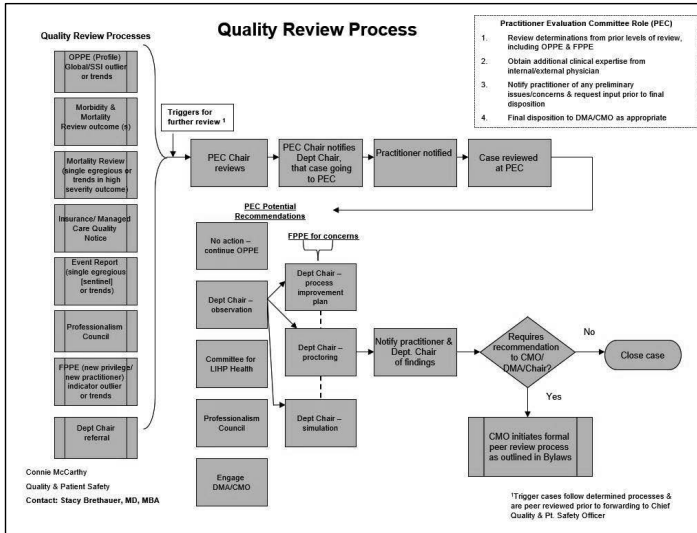 Quality Review Process
Quality Review Processes
OPPE (Profile)
Global/SSI outlier
or trends
Morbidity &
Mortality
Review outcome (s)
Mortality Review
(single egregious or
trends in high
severity outcome)
Insurance/ Managed
Care Quality
Notice
Event Report
(single egregious
[sentinel]
or trends)
Professionalism
Council
FPPE (new privilege/
new practitioner)
indicator outlier
or trends
Dept Chair
referral
Connie McCarthy
Quality & Patient Safety
Contact: Stacy Brethauer, MD, MBA
Practitioner Evaluation Committee Role (PEC)
1. Review determinations from prior levels of review,
including OPPE & FPPE
2. Obtain additional clinical expertise from
internal/external physician
3. Notify practitioner of any preliminary
issues/concerns & request input prior to final
disposition
4. Final disposition to DMA/CMO as appropriate
Triggers for
further review 1
PEC Chair
reviews
PEC Chair notifies
Dept Chair,
that case going
to PEC
Practitioner notified
Case reviewed
at PEC
PEC Potential
Recommendations
No action –
continue OPPE
Dept Chair –
observation
Committee for
LIHP Health
Professionalism
Council
Engage
DMA/CMO
FPPE for concerns
Dept Chair –
process
improvement
plan
Dept Chair –
proctoring
Dept Chair –
simulation
Notify practitioner &
Dept. Chair
of findings
Requires
recommendation
to CMO/
DMA/Chair?
No
Close case
Yes
CMO initiates formal
peer review process
as outlined in Bylaws
1Trigger cases follow determined processes &
are peer reviewed prior to forwarding to Chief
Quality & Pt. Safety Officer